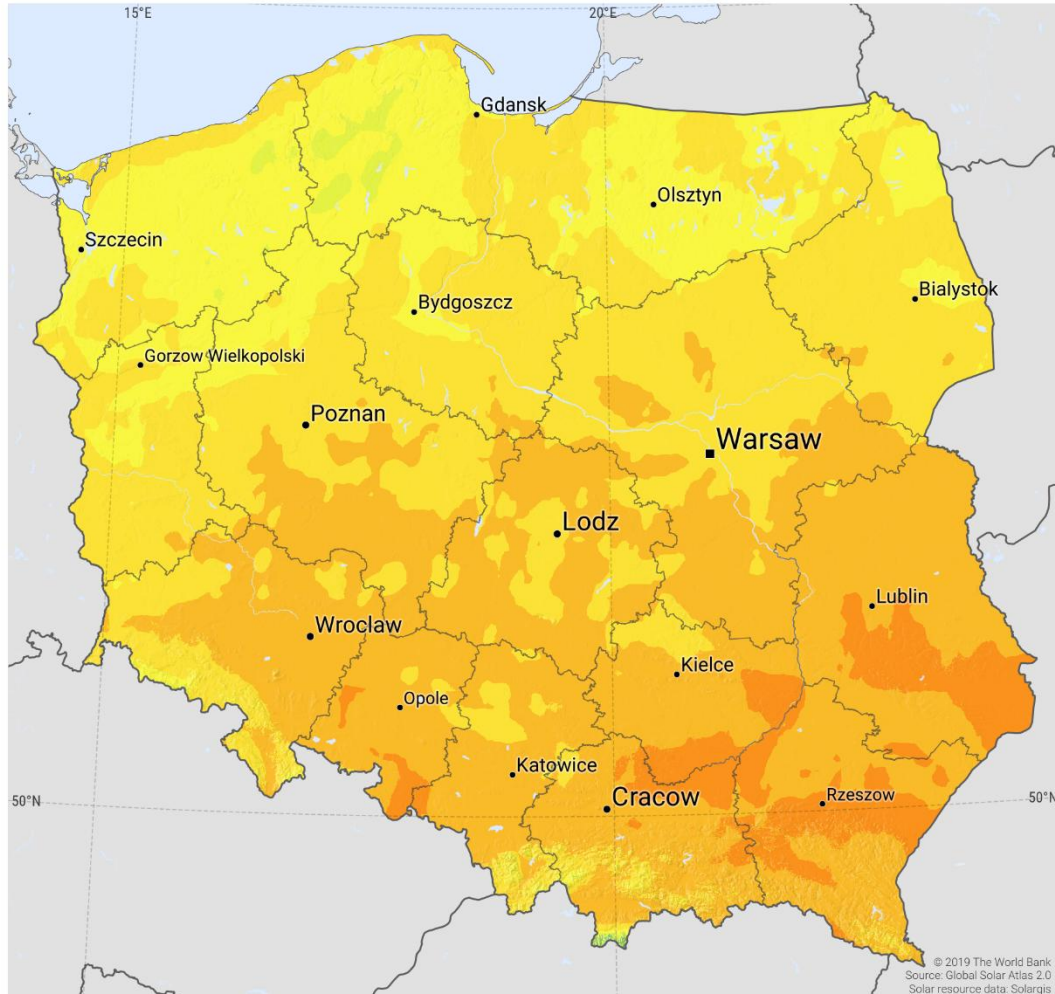 15°E
20°E
Gdansk
Olsztyn
Szczecin
Bialystok
Bydgoszcz
Gorzow Wielkopolski
Poznan
Warsaw
Lodz
Lublin
Wroclaw
Kielce
Opole
Katowice
50°N
Cracow
Rzeszow
50°N
© 2019 The World Bank
Source: Global Solar Atlas 2.0
Solar resource data: Solargis